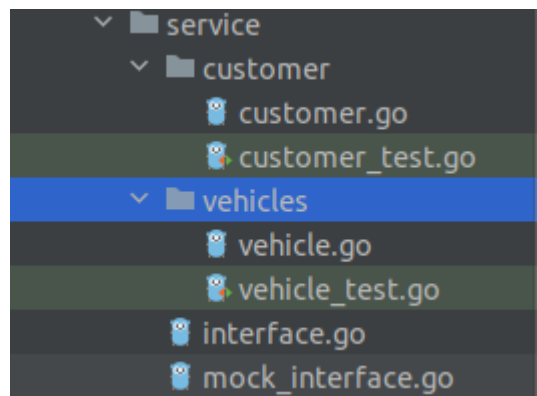 service
customer
customer.go
customer_test.go
vehicles
vehicle.go
vehicle_test.go
interface.go
mock_interface.go